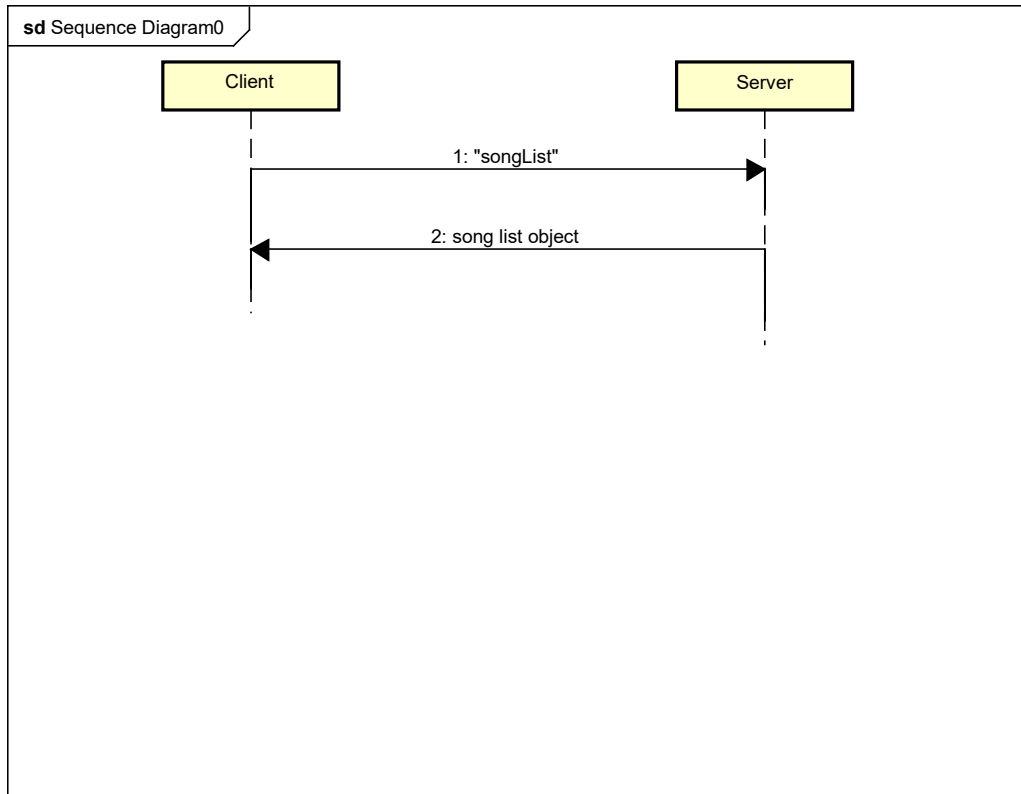 sd Sequence Diagram0
Client
Server
1: "songList"
2: song list object